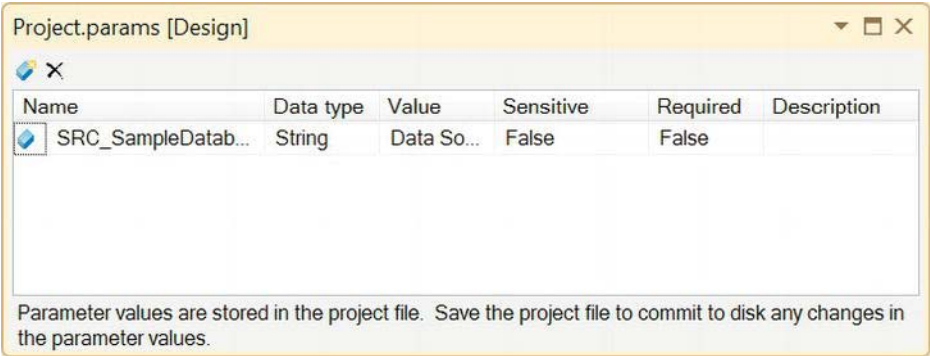 Project.params [Design]
Name Data type Value Sensitive Required Description
SRC_SampleDatab... String Data So... False False
Parameter values are stored in the project file. Save the project file to commit to disk any changes in
the parameter values.